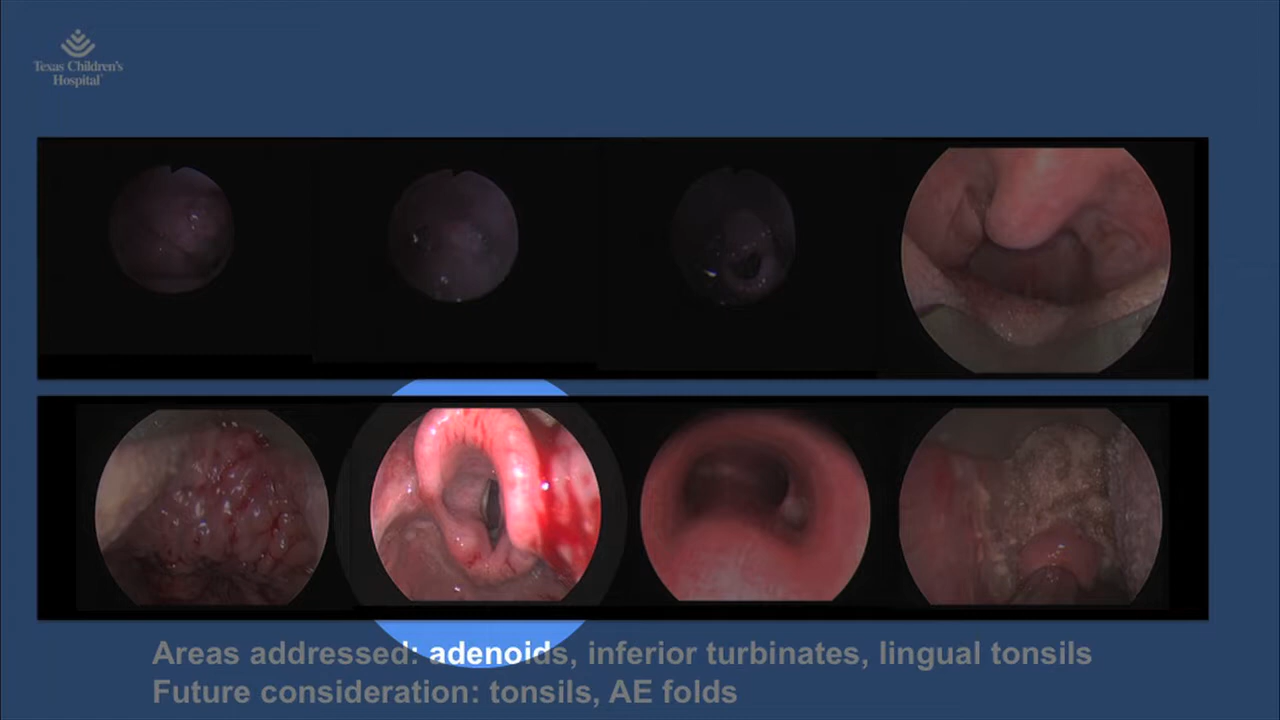 Texas Children's
Hospital
Areas addressed: adenoids, inferior turbinates, lingual tonsils
Future consideration: tonsils, AE folds